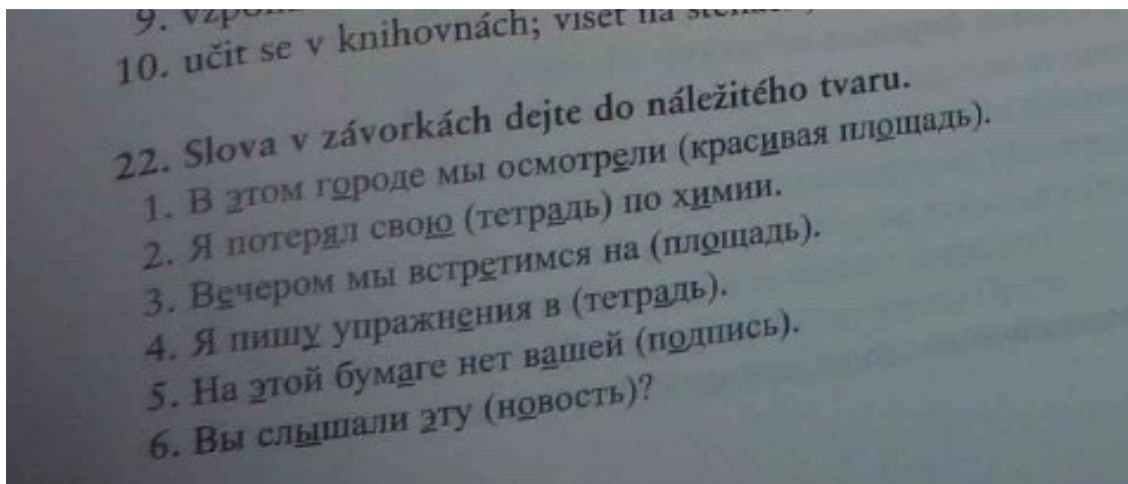 9.
10. učit se v knihovnách; viset na
22. Slova v závorkách dejte do náležitého tvaru.
1. В этом городе мы осмотрели (красивая площадь).
2. Я потерял свою (тетрадь) по химии.
3. Вечером мы встретимся на (площадь).
4. Я пишу упражнения в (тетрадь).
5. На этой бумаге нет вашей (подпись).
6. Вы слышали эту (новость)?